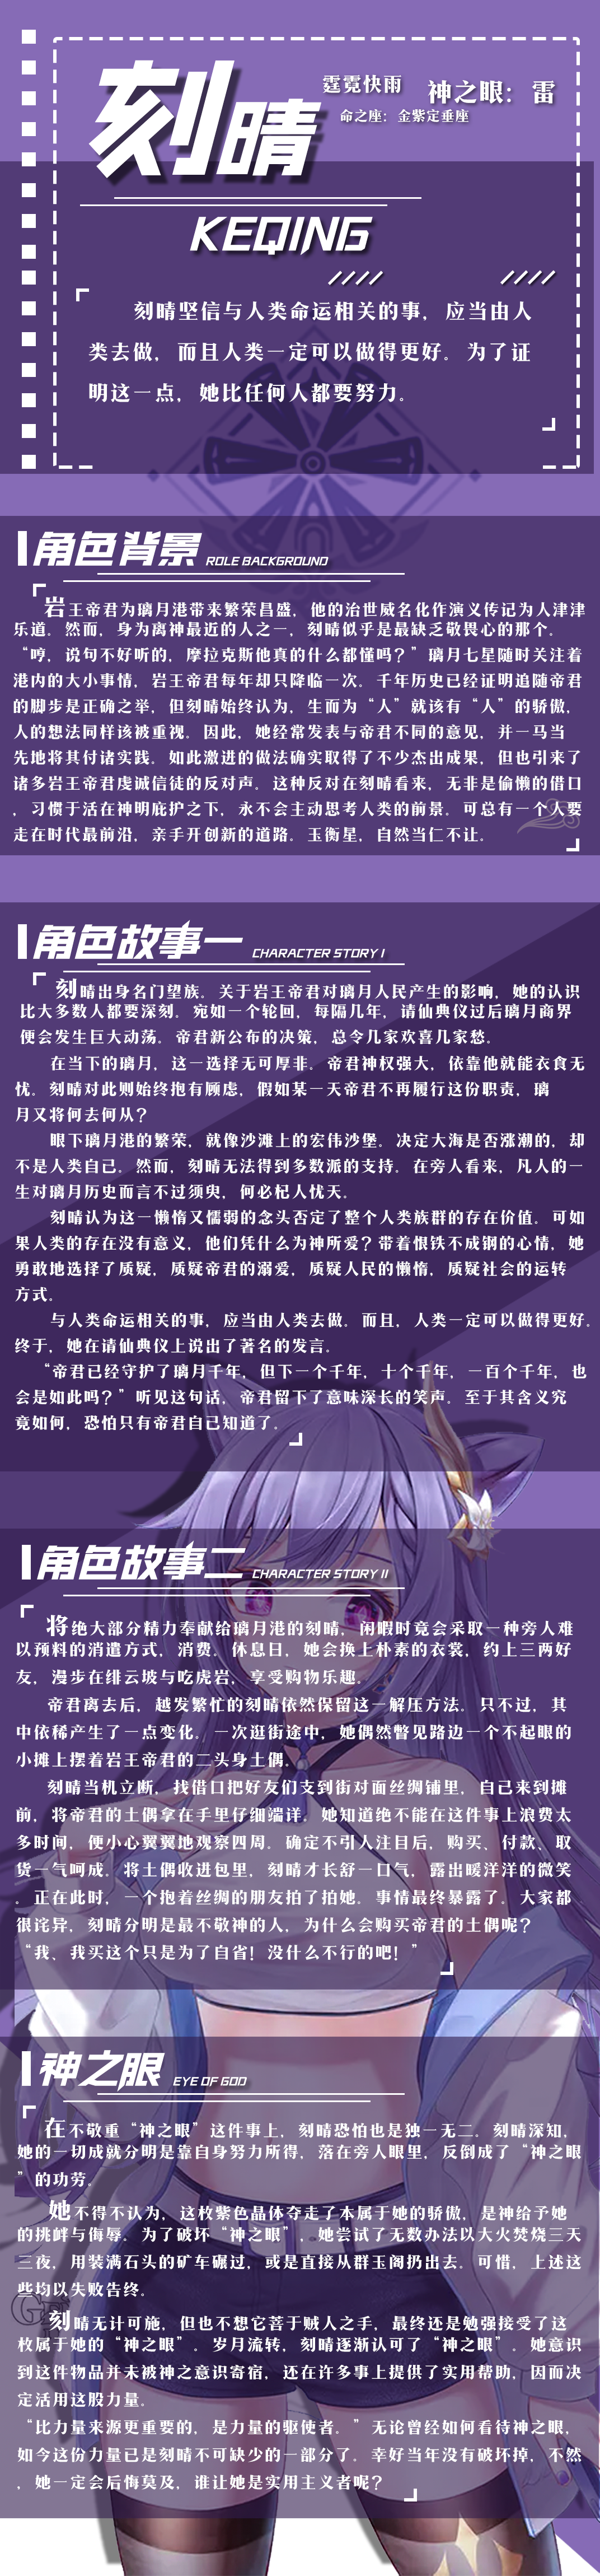 刻晴
霆霓快雨
神之眼：雷
命之座：金紫定垂座
KEQING
刻晴坚信与人类命运相关的事，应当由人
类去做，而且人类一定可以做得更好。为了证
明这一点，她比任何人都要努力。
角色背景 ROLE BACKGROUND
岩王帝君为璃月港带来繁荣昌盛，他的治世威名化作演义传记为人津津
乐道。然而，身为离神最近的人之一，刻晴似乎是最缺乏敬畏心的那个。
“哼，说句不好听的，摩拉克斯他真的什么都懂吗？”璃月七星随时关注着
港内的大小事情，岩王帝君每年却只降临一次。千年历史已经证明追随帝君
的脚步是正确之举，但刻晴始终认为，生而为“人”就该有“人”的骄傲，
人的想法同样该被重视。因此，她经常发表与帝君不同的意见，并一马当
先地将其付诸实践。如此激进的做法确实取得了不少杰出成果，但也引来了
诸多岩王帝君虔诚信徒的反对声。这种反对在刻晴看来，无非是偷懒的借口
，习惯于活在神明庇护之下，永不会主动思考人类的前景。可总有一个人要
走在时代最前沿，亲手开创新的道路。玉衡星，自然当仁不让。
角色故事一 CHARACTER STORY I
刻晴出身名门望族。关于岩王帝君对璃月人民产生的影响，她的认识
比大多数人都要深刻。宛如一个轮回，每隔几年，请仙典仪过后璃月商界
便会发生巨大动荡。帝君新公布的决策，总令几家欢喜几家愁。
在当下的璃月，这一选择无可厚非。帝君神权强大，依靠他就能衣食无
忧。刻晴对此则始终抱有顾虑，假如某一天帝君不再履行这份职责，璃
月又将何去何从？
眼下璃月港的繁荣，就像沙滩上的宏伟沙堡。决定大海是否涨潮的，却
不是人类自己。然而，刻晴无法得到多数派的支持。在旁人看来，凡人的一
生对璃月历史而言不过须臾，何必杞人忧天。
刻晴认为这一懒惰又懦弱的念头否定了整个人类族群的存在价值。可如
果人类的存在没有意义，他们凭什么为神所爱？带着恨铁不成钢的心情，她
勇敢地选择了质疑，质疑帝君的溺爱，质疑人民的懒惰，质疑社会的运转
方式。
与人类命运相关的事，应当由人类去做。而且，人类一定可以做得更好。
终于，她在请仙典仪上说出了著名的发言。
“帝君已经守护了璃月千年，但下一个千年，十个千年，一百个千年，也
会是如此吗？”听见这句话，帝君留下了意味深长的笑声。至于其含义究
竟如何，恐怕只有帝君自己知道了。
角色故事二 CHARACTER STORY II
将绝大部分精力奉献给璃月港的刻晴，闲暇时竟会采取一种旁人难
以预料的消遣方式，消费。休息日，她会换上朴素的衣裳，约上三两好
友，漫步在绯云坡与吃虎岩，享受购物乐趣。
帝君离去后，越发繁忙的刻晴依然保留这一解压方法。只不过，其
中依稀产生了一点变化。一次逛街途中，她偶然瞥见路边一个不起眼的
小摊上摆着岩王帝君的二头身土偶。
刻晴当机立断，找借口把好友们支到街对面丝绸铺里，自己来到摊
前，将帝君的土偶拿在手里仔细端详。她知道绝不能在这件事上浪费太
多时间，便小心翼翼地观察四周。确定不引人注目后，购买、付款、取
货一气呵成。将土偶收进包里，刻晴才长舒一口气，露出暖洋洋的微笑
。正在此时，一个抱着丝绸的朋友拍了拍她。事情最终暴露了。大家都
很诧异，刻晴分明是最不敬神的人，为什么会购买帝君的土偶呢？
“我、我买这个只是为了自省！没什么不行的吧！”
神之眼 EYE OF GOD
在不敬重“神之眼”这件事上，刻晴恐怕也是独一无二。刻晴深知，
她的一切成就分明是靠自身努力所得，落在旁人眼里，反倒成了“神之眼
”的功劳。
她不得不认为，这枚紫色晶体夺走了本属于她的骄傲，是神给予她
的挑衅与侮辱。为了破坏“神之眼”，她尝试了无数办法以大火焚烧三天
三夜，用装满石头的矿车碾过，或是直接从群玉阁扔出去。可惜，上述这
些均以失败告终。
刻晴无计可施，但也不想它善于贼人之手，最终还是勉强接受了这
枚属于她的“神之眼”。岁月流转，刻晴逐渐认可了“神之眼”。她意识
到这件物品并未被神之意识寄宿，还在许多事上提供了实用帮助，因而决
定活用这股力量。
“比力量来源更重要的，是力量的驱使者。”无论曾经如何看待神之眼，
如今这份力量已是刻晴不可缺少的一部分了。幸好当年没有破坏掉，不然
，她一定会后悔莫及，谁让她是实用主义者呢？